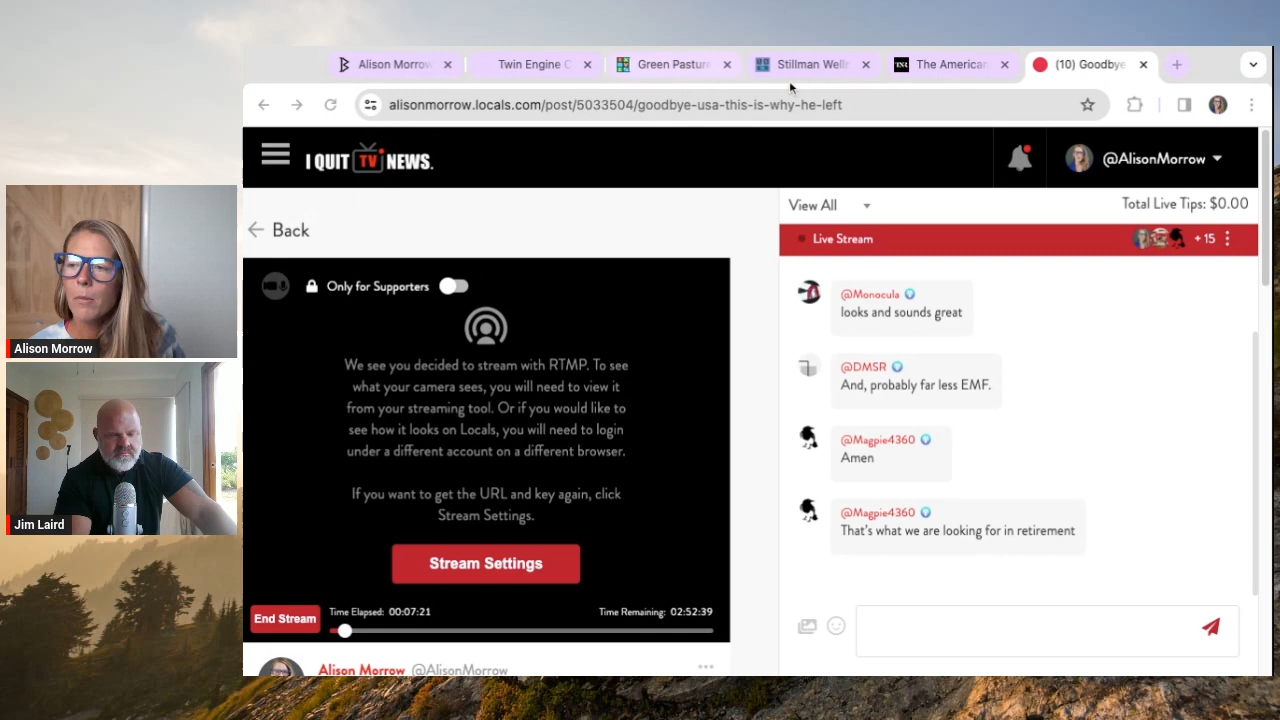 Alison Morrow
Twin Engine C
Green Pasture
Stillman Well
The American
(10) Goodbye
alisonmorrow.locals.com/post/5033504/goodbye-usa-this-is-why-he-left
I QUIT TV NEWS.
@AlisonMorrow
Back
View All
Total Live Tips: $0.00
Live Stream
+ 15
Only for Supporters
We see you decided to stream with RTMP. To see
what your camera sees, you will need to view it
from your streaming tool. Or if you would like to
see how it looks on Locals, you will need to login
under a different account on a different browser.
If you want to get the URL and key again, click
Stream Settings.
Stream Settings
End Stream
Time Elapsed: 00:07:21
Time Remaining: 02:52:39
Alison Morrow @AlisonMorrow
@Monocula
looks and sounds great
@DMSR
And, probably far less EMF.
@Magpie4360
Amen
@Magpie4360
That's what we are looking for in retirement
Alison Morrow
Jim Laird